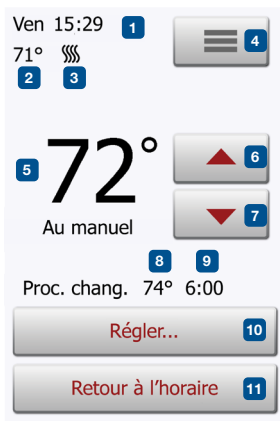 Ven 15:29 1
4
71°
2 3
5 72° 6
7
Au manuel
8 9
Proc. chang. 74° 6:00
Régler... 10
Retour à l'horaire 11